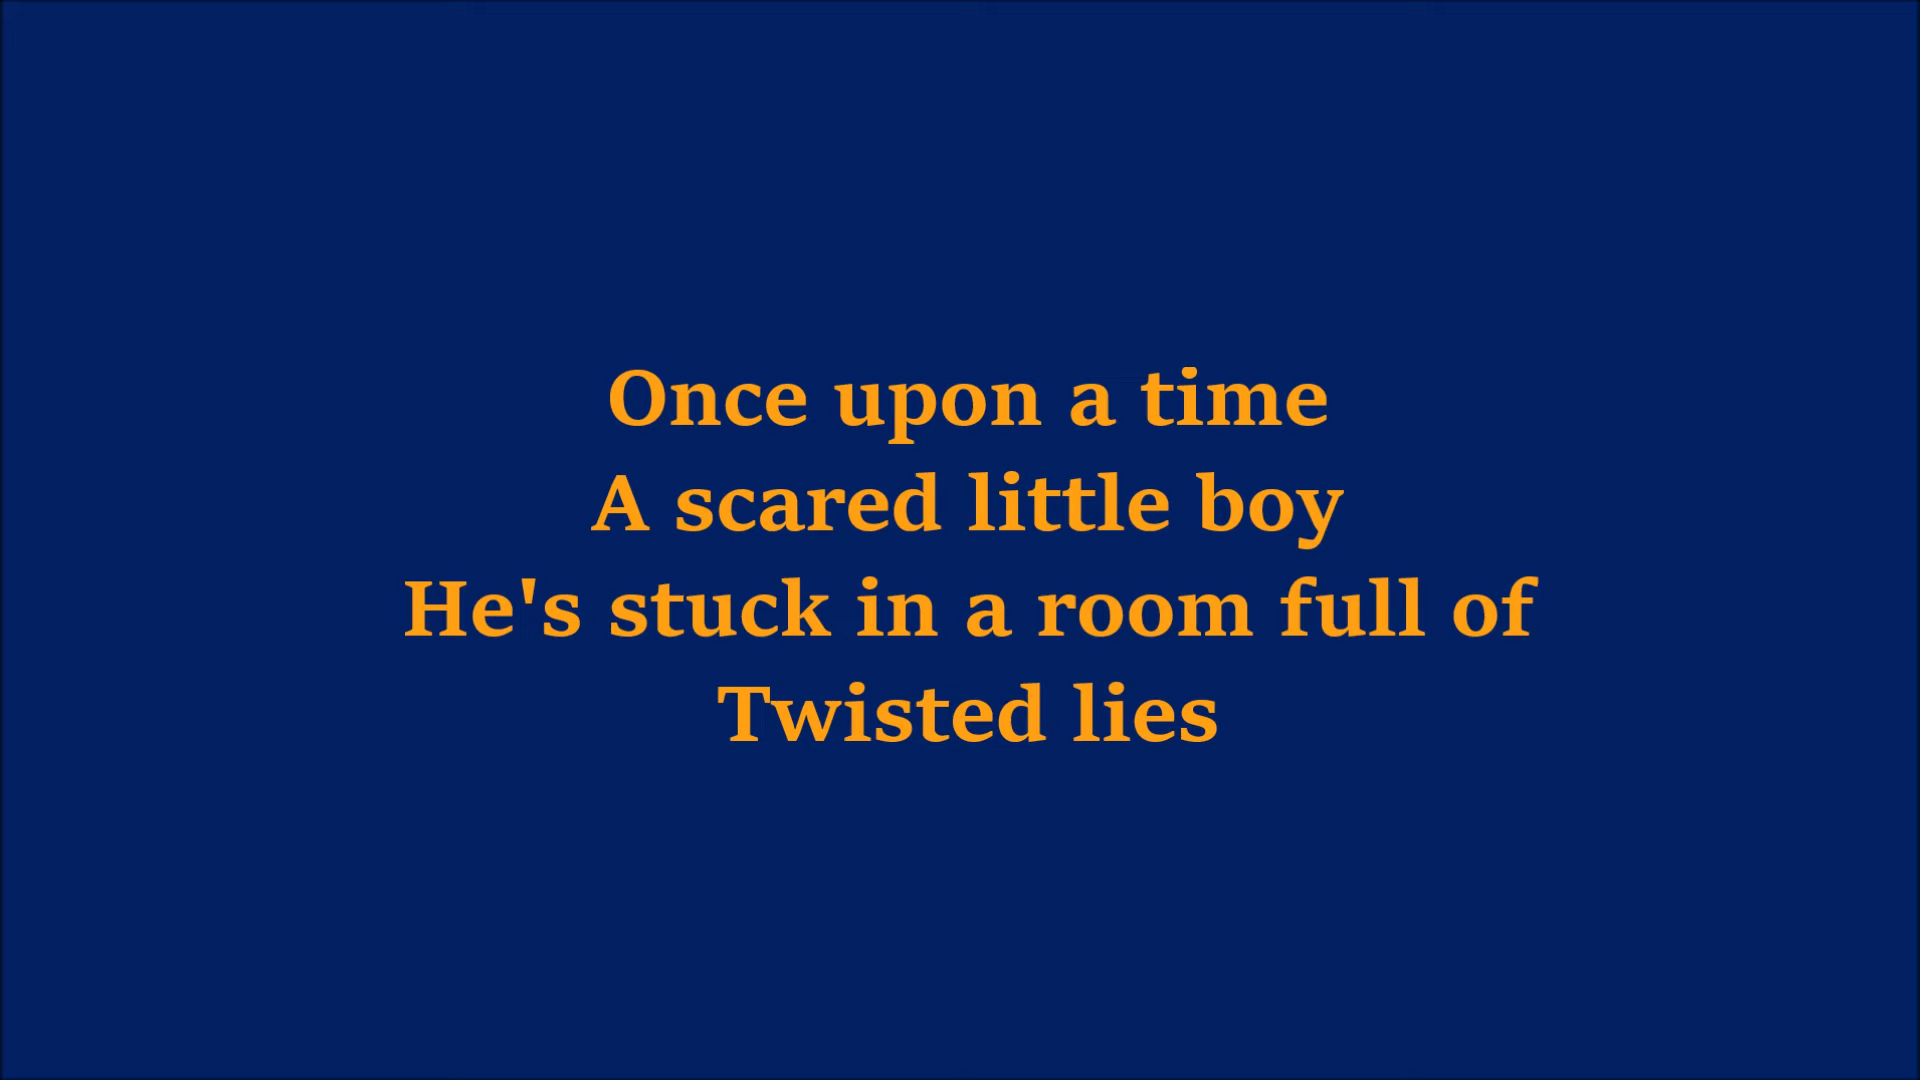 Once upon a time
A scared little boy
He's stuck in a room full of
Twisted lies